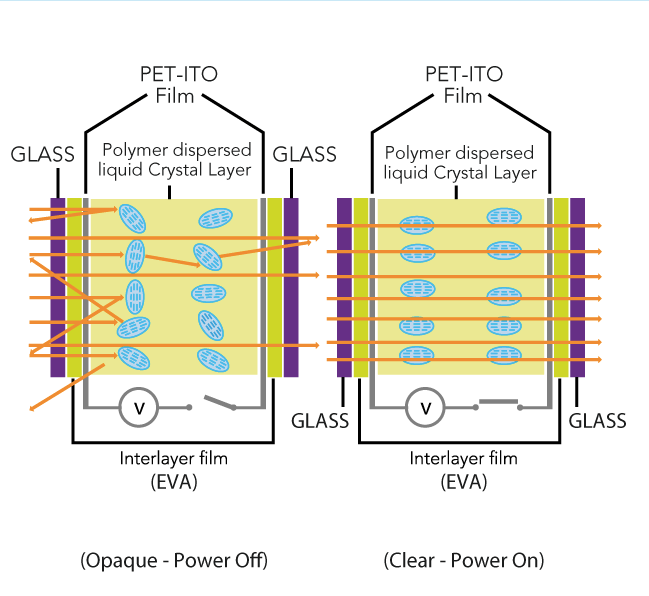 PET-ITO
Film
GLASS
Polymer dispersed
liquid Crystal Layer
GLASS
V
Interlayer film
(EVA)
(Opaque - Power Off)
PET-ITO
Film
Polymer dispersed
liquid Crystal Layer
V
GLASS
GLASS
Interlayer film
(EVA)
(Clear - Power On)